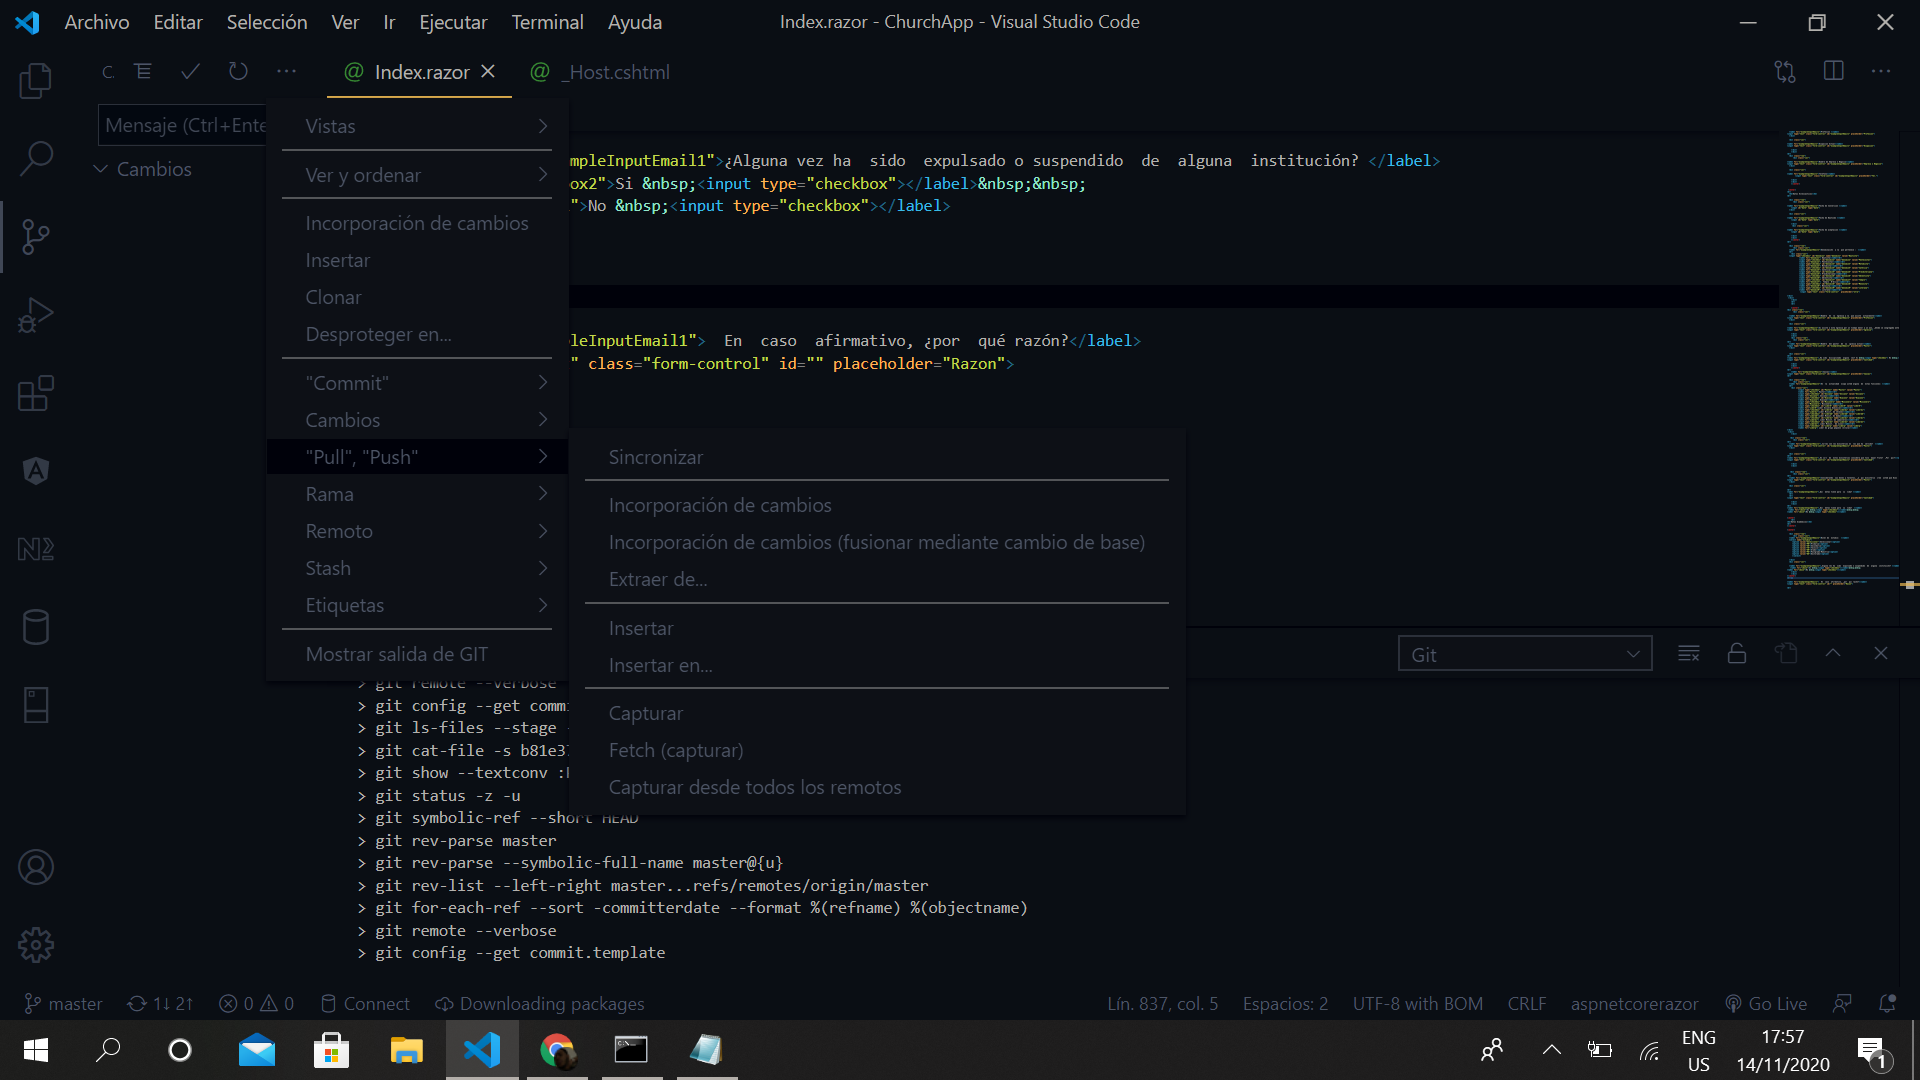 Archivo Editar Selección Ver Ir Ejecutar Terminal Ayuda
Index.razor - ChurchApp - Visual Studio Code
C.
Index.razor
_Host.cshtml
Mensaje (Ctrl+Ente
Cambios
Vistas
Ver y ordenar
Incorporación de cambios
Insertar
Clonar
Desproteger en...
"Commit"
Cambios
"Pull", "Push"
Rama
Remoto
Stash
Etiquetas
Mostrar salida de GIT
Sincronizar
Incorporación de cambios
Incorporación de cambios (fusionar mediante cambio de base)
Extraer de...
Insertar
Insertar en...
Capturar
Fetch (capturar)
Capturar desde todos los remotos
mpleInputEmail1">¿Alguna vez ha sido expulsado o suspendido de alguna institución? </label>
ox2">Si &nbsp;<input type="checkbox"></label>&nbsp;&nbsp;
">No &nbsp;<input type="checkbox"></label>
leInputEmail1"> En caso afirmativo, ¿por qué razón?</label>
" class="form-control" id="" placeholder="Razon">
Git
> git remote --verbose
> git config --get comm
> git ls-files --stage
> git cat-file -s b81e3
> git show --textconv :
> git status -z -u
> git symbolic-ref --short HEAD
> git rev-parse master
> git rev-parse --symbolic-full-name master@{u}
> git rev-list --left-right master...refs/remotes/origin/master
> git for-each-ref --sort -committerdate --format %(refname) %(objectname)
> git remote --verbose
> git config --get commit.template
master 1↓ 2↑ 0 0 Connect Downloading packages
Lín. 837, col. 5 Espacios: 2 UTF-8 with BOM CRLF aspnetcorerazor Go Live
ENG
US
17:57
14/11/2020
1